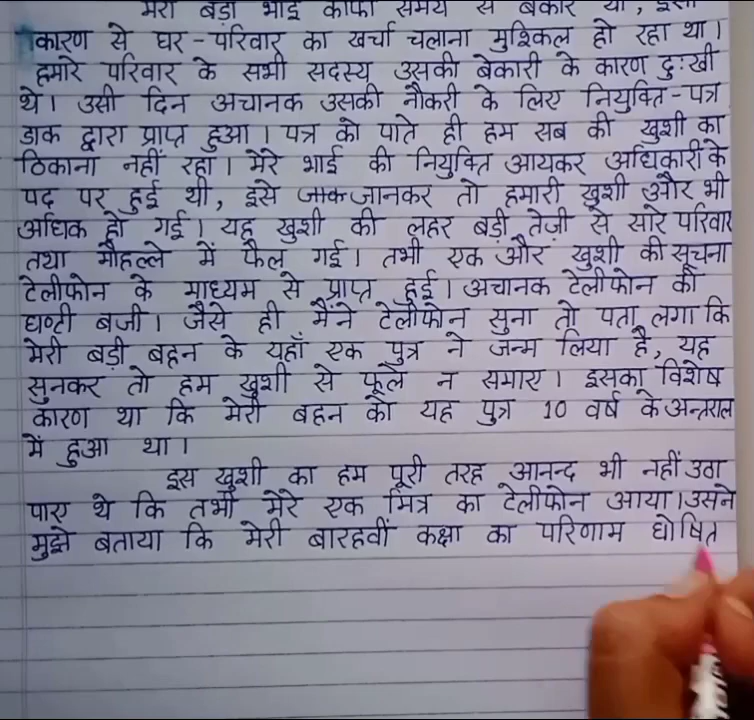 मेरा बड़ा भाई काफी समय से बेकार था, इसी
कारण से घर-परिवार का खर्चा चलाना मुश्किल हो रहा था।
हमारे परिवार के सभी सदस्य उसकी बेकारी के कारण दुःखी
थे। उसी दिन अचानक उसकी नौकरी के लिए नियुक्ति-पत्र
डाक द्वारा प्राप्त हुआ। पत्र को पाते ही हम सब की खुशी का
ठिकाना नहीं रहा। मेरे भाई की नियुक्ति आयकर अधिकारी के
पद पर हुई थी, इसे जानकर तो हमारी खुशी और भी
अधिक हो गई। यह खुशी की लहर बड़ी तेज़ी से सारे परिवार
तथा मौहल्ले में फैल गई। तभी एक और खुशी की सूचना
टेलीफोन के माध्यम से प्राप्त हुई। अचानक टेलीफोन की
घण्टी बजी। जैसे ही मैंने टेलीफोन सुना तो पता लगा कि
मेरी बड़ी बहन के यहाँ एक पुत्र ने जन्म लिया है, यह
सुनकर तो हम खुशी से फूले न समाए। इसका विशेष
कारण था कि मेरी बहन को यह पुत्र 10 वर्ष के अन्तराल
में हुआ था।
इस खुशी का हम पूरी तरह आनन्द भी नहीं उठा
पाए थे कि तभी मेरे एक मित्र का टेलीफोन आया। उसने
मुझे बताया कि मेरी बारहवीं कक्षा का परिणाम घोषित